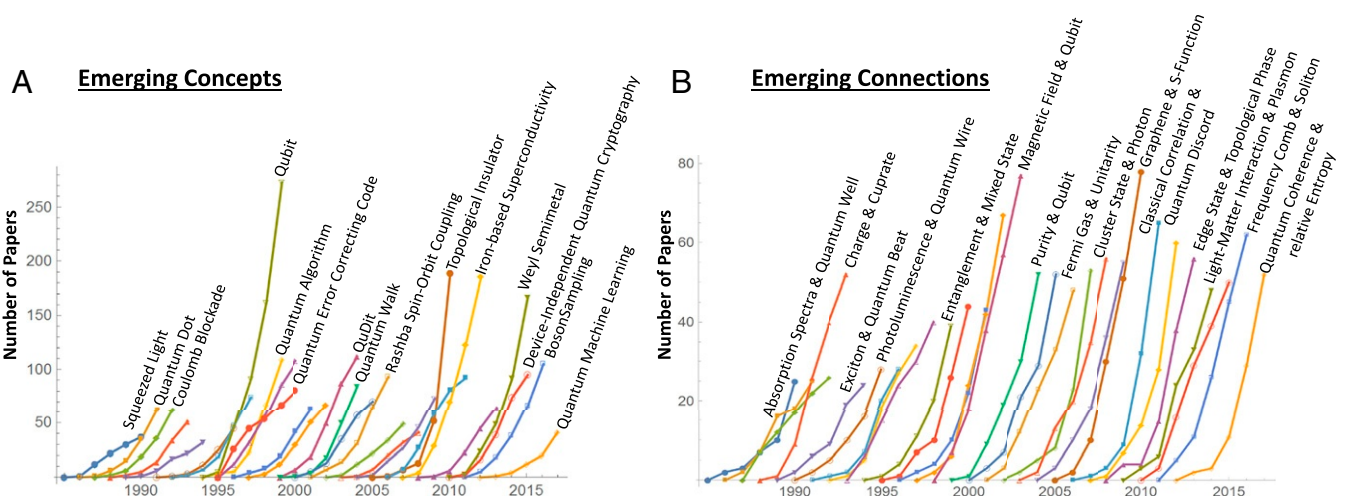 A
Emerging Concepts
Number of Papers
250
200
150
100
50
1990
1995
2000
2005
2010
2015
Squeezed Light
Quantum Dot
Coulomb Blockade
Qubit
Quantum Algorithm
Quantum Error Correcting Code
QuDit
Quantum Walk
Rashba Spin-Orbit Coupling
Topological Insulator
Iron-based Superconductivity
Weyl Semimetal
Device-Independent Quantum Cryptography
BosonSampling
Quantum Machine Learning
B
Emerging Connections
Number of Papers
80
60
40
20
1990
1995
2000
2005
2010
2015
Absorption Spectra & Quantum Well
Charge & Cuprate
Exciton & Quantum Beat
Photoluminescence & Quantum Wire
Entanglement & Mixed State
Magnetic Field & Qubit
Purity & Qubit
Fermi Gas & Unitarity
Cluster State & Photon
Graphene & S-Function
Classical Correlation &
Quantum Discord
Edge State & Topological Phase
Light-Matter Interaction & Plasmon
Frequency Comb & Soliton
Quantum Coherence &
relative Entropy